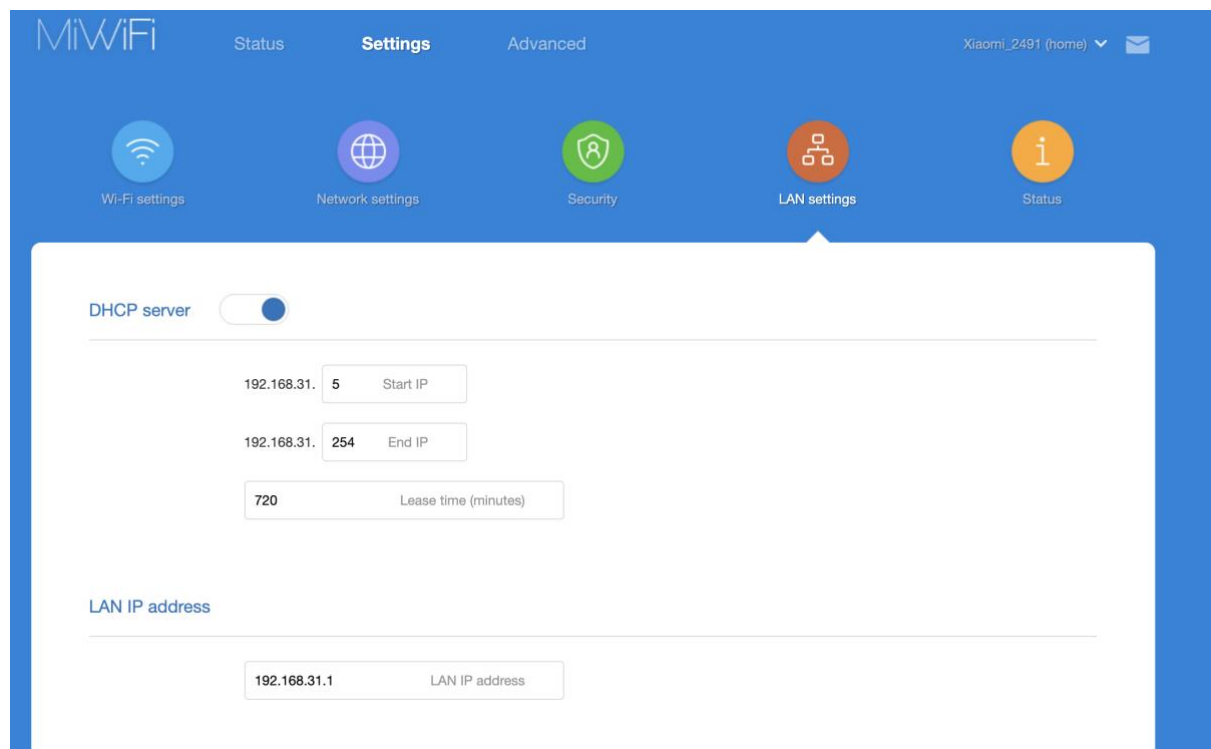 MiWiFi Status Settings Advanced Xiaomi_2491 (home)
Wi-Fi settings Network settings Security LAN settings Status
DHCP server
192.168.31. 5 Start IP
192.168.31. 254 End IP
720 Lease time (minutes)
LAN IP address
192.168.31.1 LAN IP address